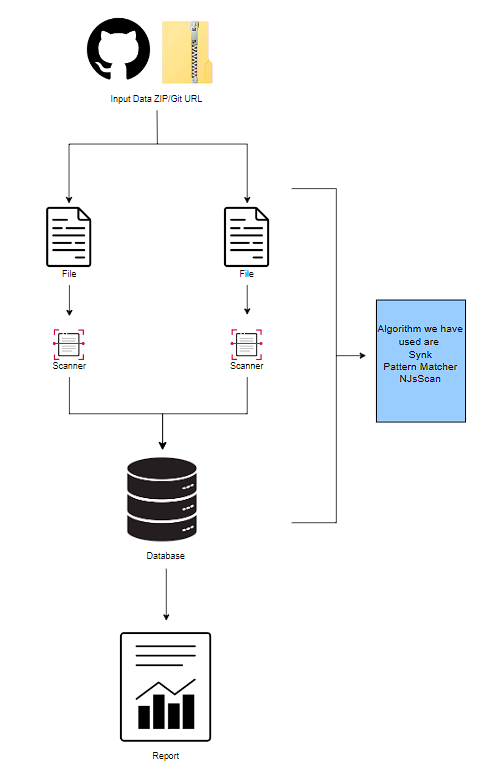 Input Data ZIP/Git URL
File
File
Scanner
Scanner
Algorithm we have
used are
Synk
Pattern Matcher
NJsScan
Database
Report